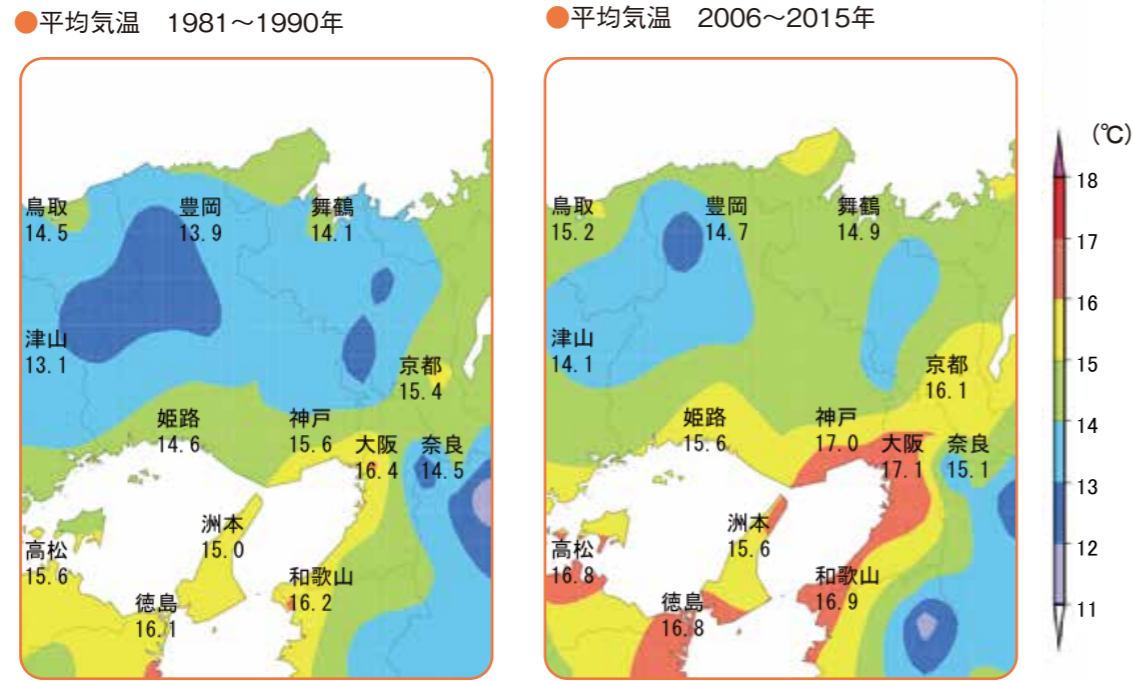 ●平均気温　1981～1990年
鳥取
14.5
豊岡
13.9
舞鶴
14.1
津山
13.1
京都
15.4
姫路
14.6
神戸
15.6
大阪
16.4
奈良
14.5
洲本
15.0
高松
15.6
和歌山
16.2
徳島
16.1
●平均気温　2006～2015年
鳥取
15.2
豊岡
14.7
舞鶴
14.9
津山
14.1
京都
16.1
姫路
15.6
神戸
17.0
大阪
17.1
奈良
15.1
洲本
15.6
高松
16.8
和歌山
16.9
徳島
16.8
(℃)
18
17
16
15
14
13
12
11